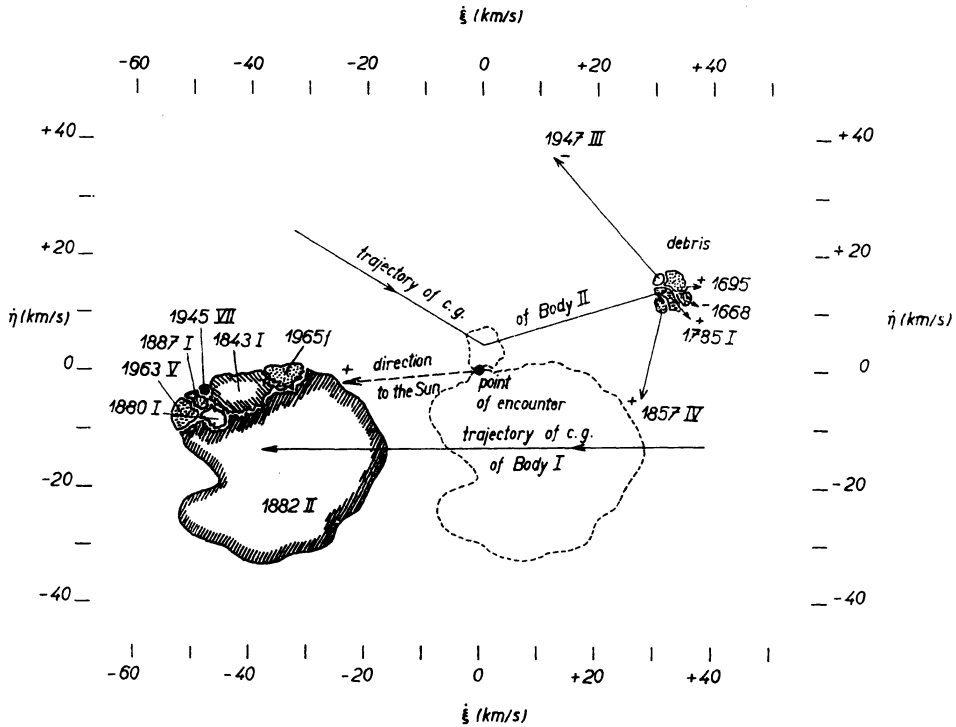 ξ̇ (km/s)
−60 −40 −20 0 +20 +40
+40 +40
1947 III
−
debris
+20 +20
trajectory of c.g.
of Body II
+ 1695
− 1668
+ 1785 I
η̇ (km/s) η̇ (km/s)
1945 VII
1887 I 1843 I 1965f
1963 V
1880 I
0 0
+ direction
to the Sun
point
of encounter
+ 1857 IV
trajectory of c.g.
of Body I
−20 −20
1882 II
−40 −40
−60 −40 −20 0 +20 +40
ξ̇ (km/s)